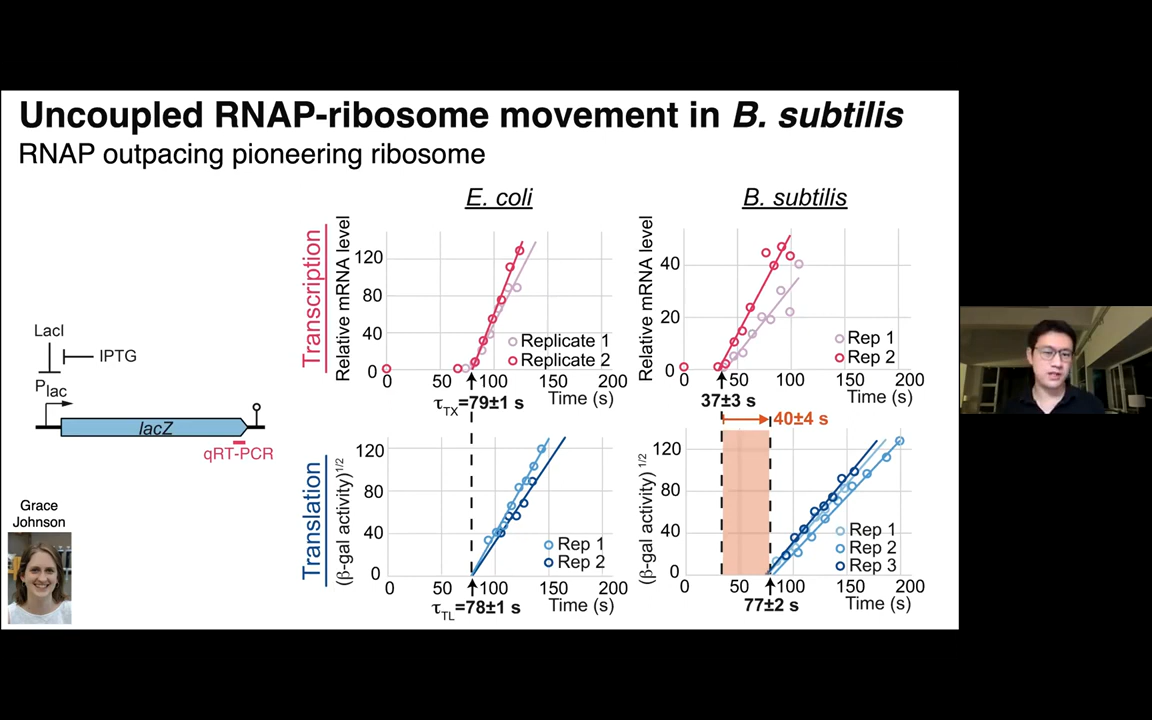 Uncoupled RNAP-ribosome movement in B. subtilis
RNAP outpacing pioneering ribosome
E. coli
B. subtilis
Transcription
Relative mRNA level
120
80
40
0
Replicate 1
Replicate 2
0 50 100 150 200
Time (s)
τTX=79±1 s
Relative mRNA level
40
20
0
Rep 1
Rep 2
0 50 100 150 200
Time (s)
37±3 s
40±4 s
LacI
IPTG
Plac
lacZ
qRT-PCR
Grace
Johnson
Translation
(β-gal activity)1/2
120
80
40
0
Rep 1
Rep 2
0 50 100 150 200
Time (s)
τTL=78±1 s
(β-gal activity) 1/2
120
80
40
0
Rep 1
Rep 2
Rep 3
0 50 100 150 200
Time (s)
77±2 s